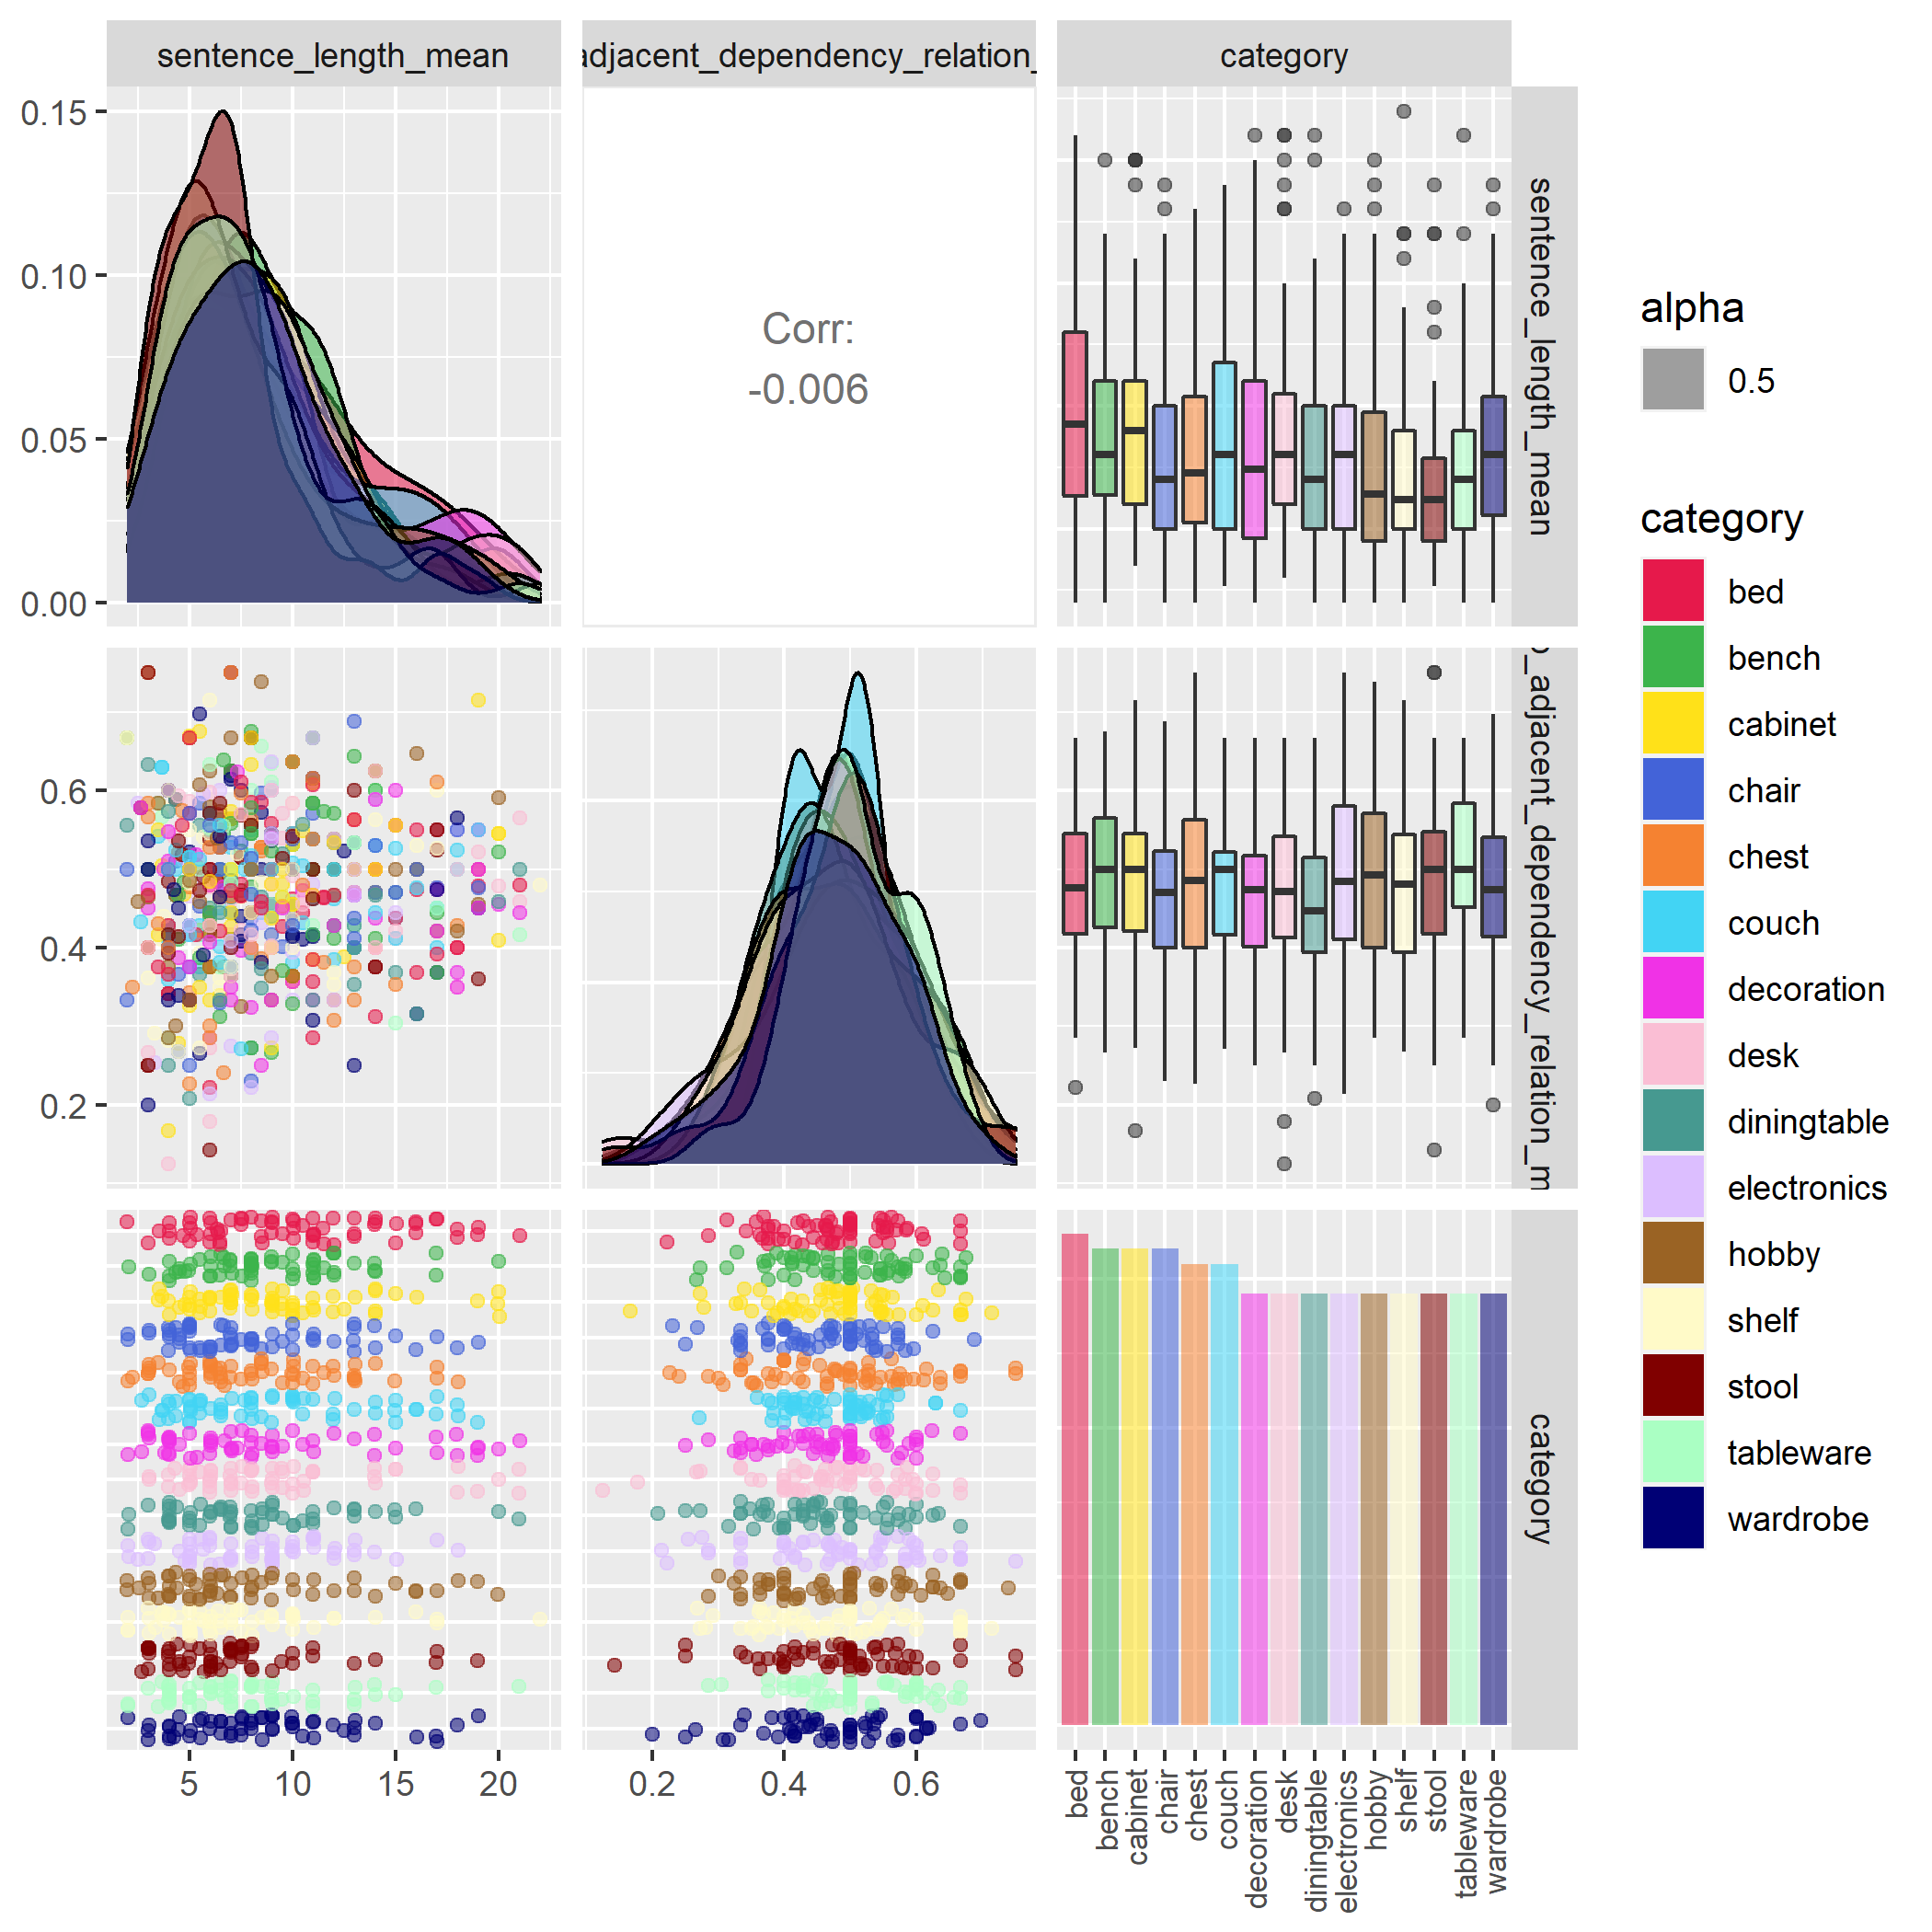 sentence_length_mean
adjacent_dependency_relation_
category
0.15
0.10
0.05
0.00
Corr:
-0.006
sentence_length_mean
0.6
0.4
0.2
_adjacent_dependency_relation_m
category
5
10
15
20
0.2
0.4
0.6
bed
bench
cabinet
chair
chest
couch
decoration
desk
diningtable
electronics
hobby
shelf
stool
tableware
wardrobe
alpha
0.5
category
bed
bench
cabinet
chair
chest
couch
decoration
desk
diningtable
electronics
hobby
shelf
stool
tableware
wardrobe